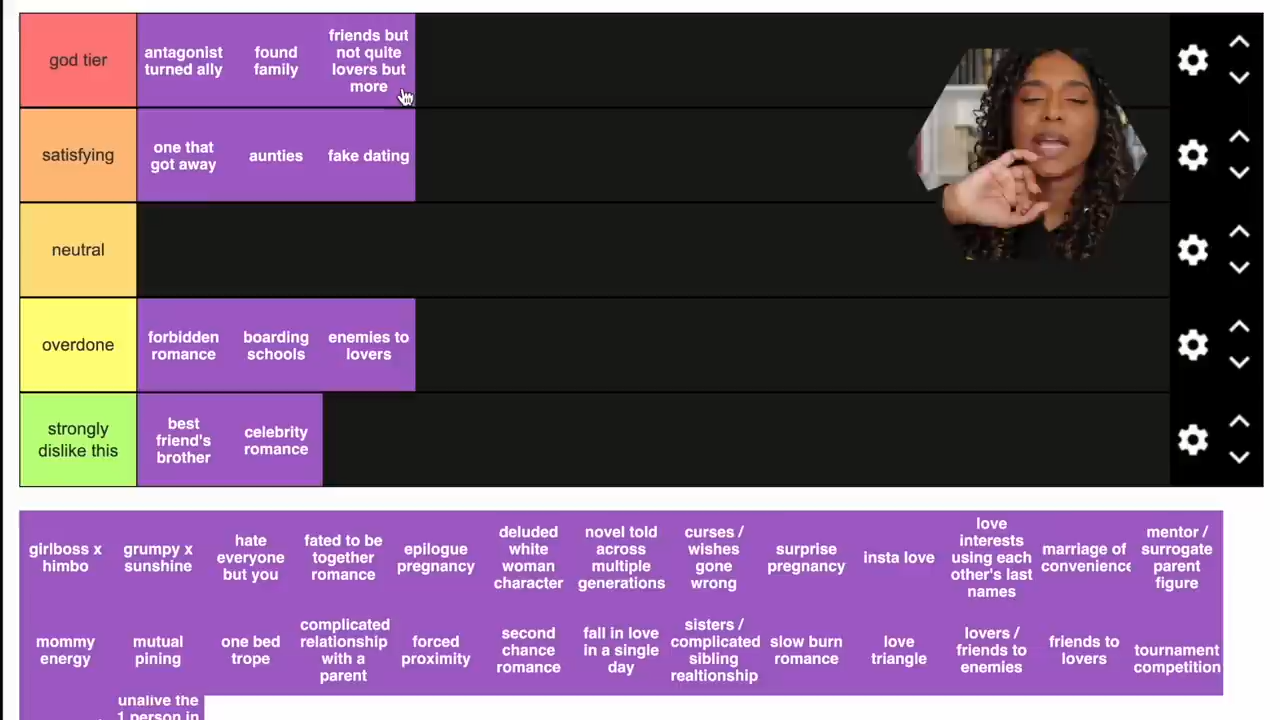 god tier
antagonist
turned ally
found
family
friends but
not quite
lovers but
more
satisfying
one that
got away
aunties
fake dating
neutral
overdone
forbidden
romance
boarding
schools
enemies to
lovers
strongly
dislike this
best
friend's
brother
celebrity
romance
girlboss x
himbo
grumpy x
sunshine
hate
everyone
but you
fated to be
together
romance
epilogue
pregnancy
deluded
white
woman
character
novel told
across
multiple
generations
curses /
wishes
gone
wrong
surprise
pregnancy
insta love
love
interests
using each
other's last
names
marriage of
convenience
mentor /
surrogate
parent
figure
mommy
energy
mutual
pining
one bed
trope
complicated
relationship
with a
parent
forced
proximity
second
chance
romance
fall in love
in a single
day
sisters /
complicated
sibling
realtionship
slow burn
romance
love
triangle
lovers /
friends to
enemies
friends to
lovers
tournament
competition
unalive the
1 person in